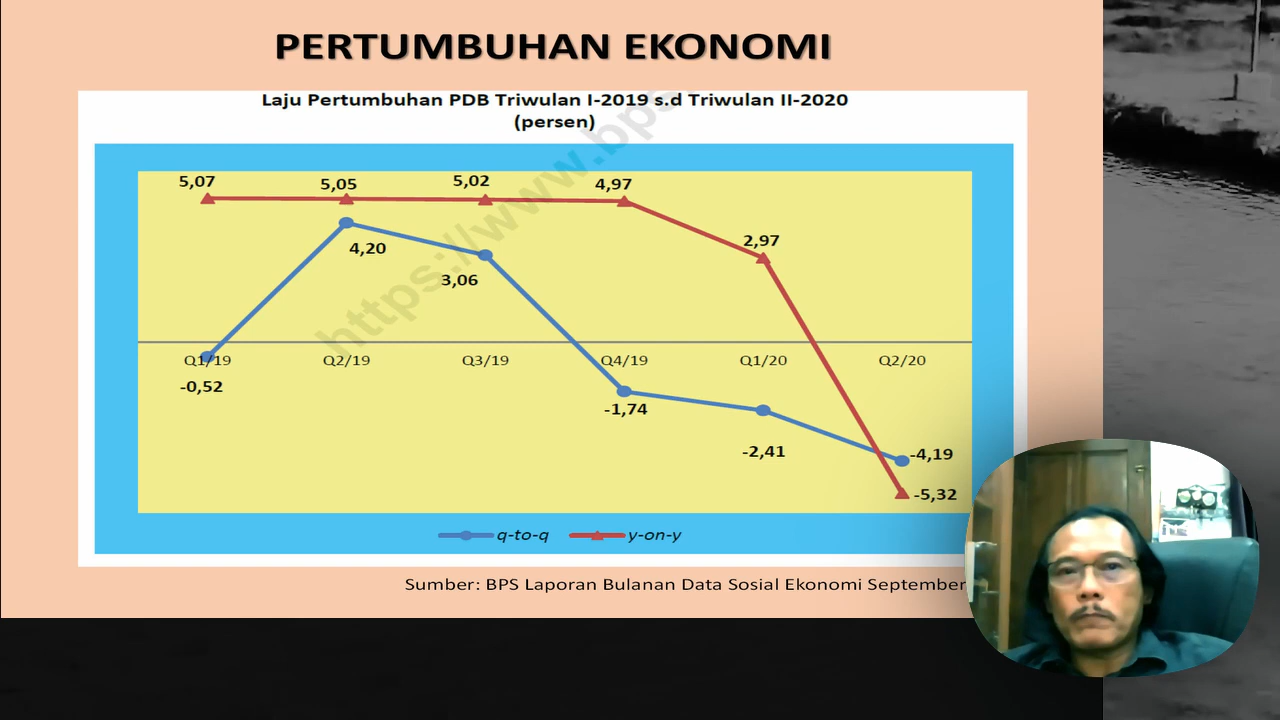 PERTUMBUHAN EKONOMI
Laju Pertumbuhan PDB Triwulan I-2019 s.d Triwulan II-2020
(persen)
https://www.bps
5,07
5,05
5,02
4,97
2,97
4,20
3,06
Q1/19 Q2/19 Q3/19 Q4/19 Q1/20 Q2/20
-0,52
-1,74
-2,41
-4,19
-5,32
q-to-q y-on-y
Sumber: BPS Laporan Bulanan Data Sosial Ekonomi September